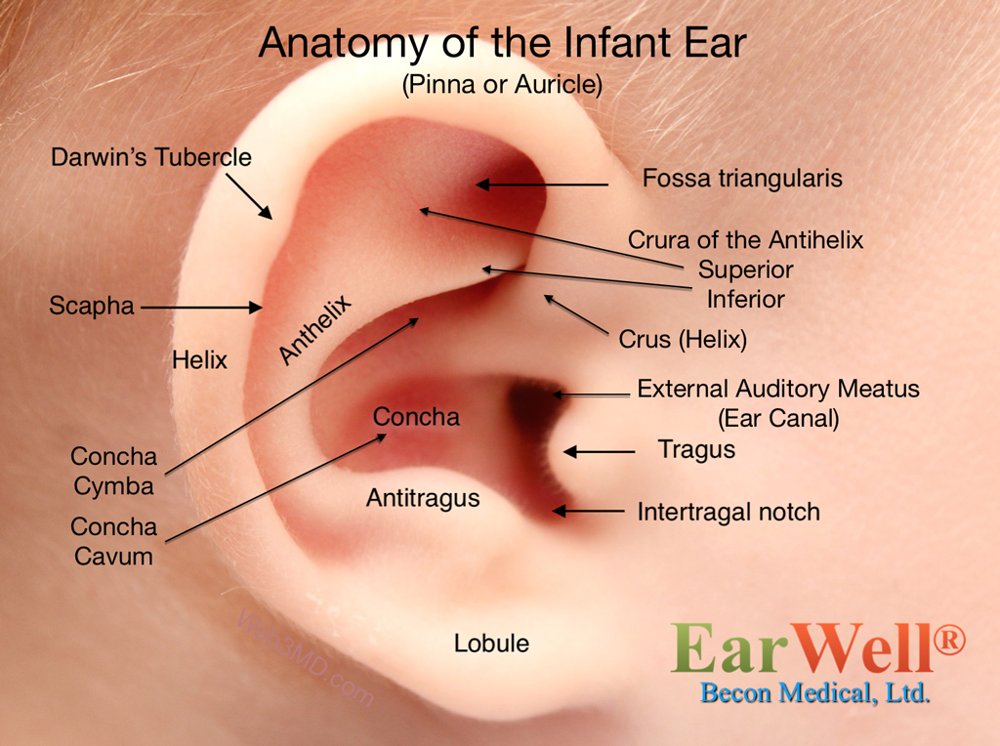 Anatomy of the Infant Ear
(Pinna or Auricle)
Darwin's Tubercle
Fossa triangularis
Crura of the Antihelix
Superior
Inferior
Scapha
Anthelix
Crus (Helix)
Helix
External Auditory Meatus
(Ear Canal)
Concha
Tragus
Concha
Cymba
Antitragus
Intertragal notch
Concha
Cavum
Web3MD.com
Lobule
EarWell®
Becon Medical, Ltd.